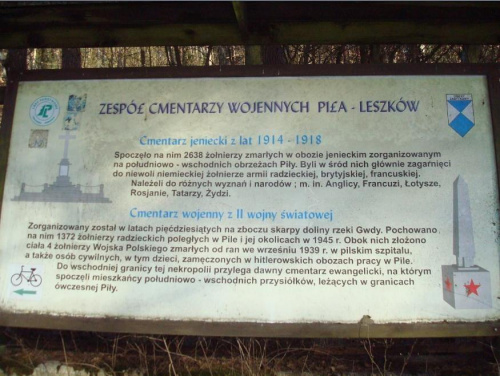 ZESPÓŁ CMENTARZY WOJENNYCH PIŁA - LESZKÓW
Cmentarz jeniecki z lat 1914 - 1918
Spoczęło na nim 2638 żołnierzy zmarłych w obozie jenieckim zorganizowanym
na południowo - wschodnich obrzeżach Piły. Byli w śród nich głównie zagarnięci
do niewoli niemieckiej żołnierze armii radzieckiej, brytyjskiej, francuskiej.
Należeli do różnych wyznań i narodów ; m. in. Anglicy, Francuzi, Łotysze,
Rosjanie, Tatarzy, Żydzi.
Cmentarz wojenny z II wojny światowej
Zorganizowany został w latach pięćdziesiątych na zboczu skarpy doliny rzeki Gwdy. Pochowano
na nim 1372 żołnierzy radzieckich poległych w Pile i jej okolicach w 1945 r. Obok nich złożono
ciała 4 żołnierzy Wojska Polskiego zmarłych od ran we wrześniu 1939 r. w pilskim szpitalu,
a także osób cywilnych, w tym dzieci, zamęczonych w hitlerowskich obozach pracy w Pile.
Do wschodniej granicy tej nekropolii przylega dawny cmentarz ewangelicki, na którym
spoczęli mieszkańcy południowo - wschodnich przysiółków, leżących w granicach
ówczesnej Piły.